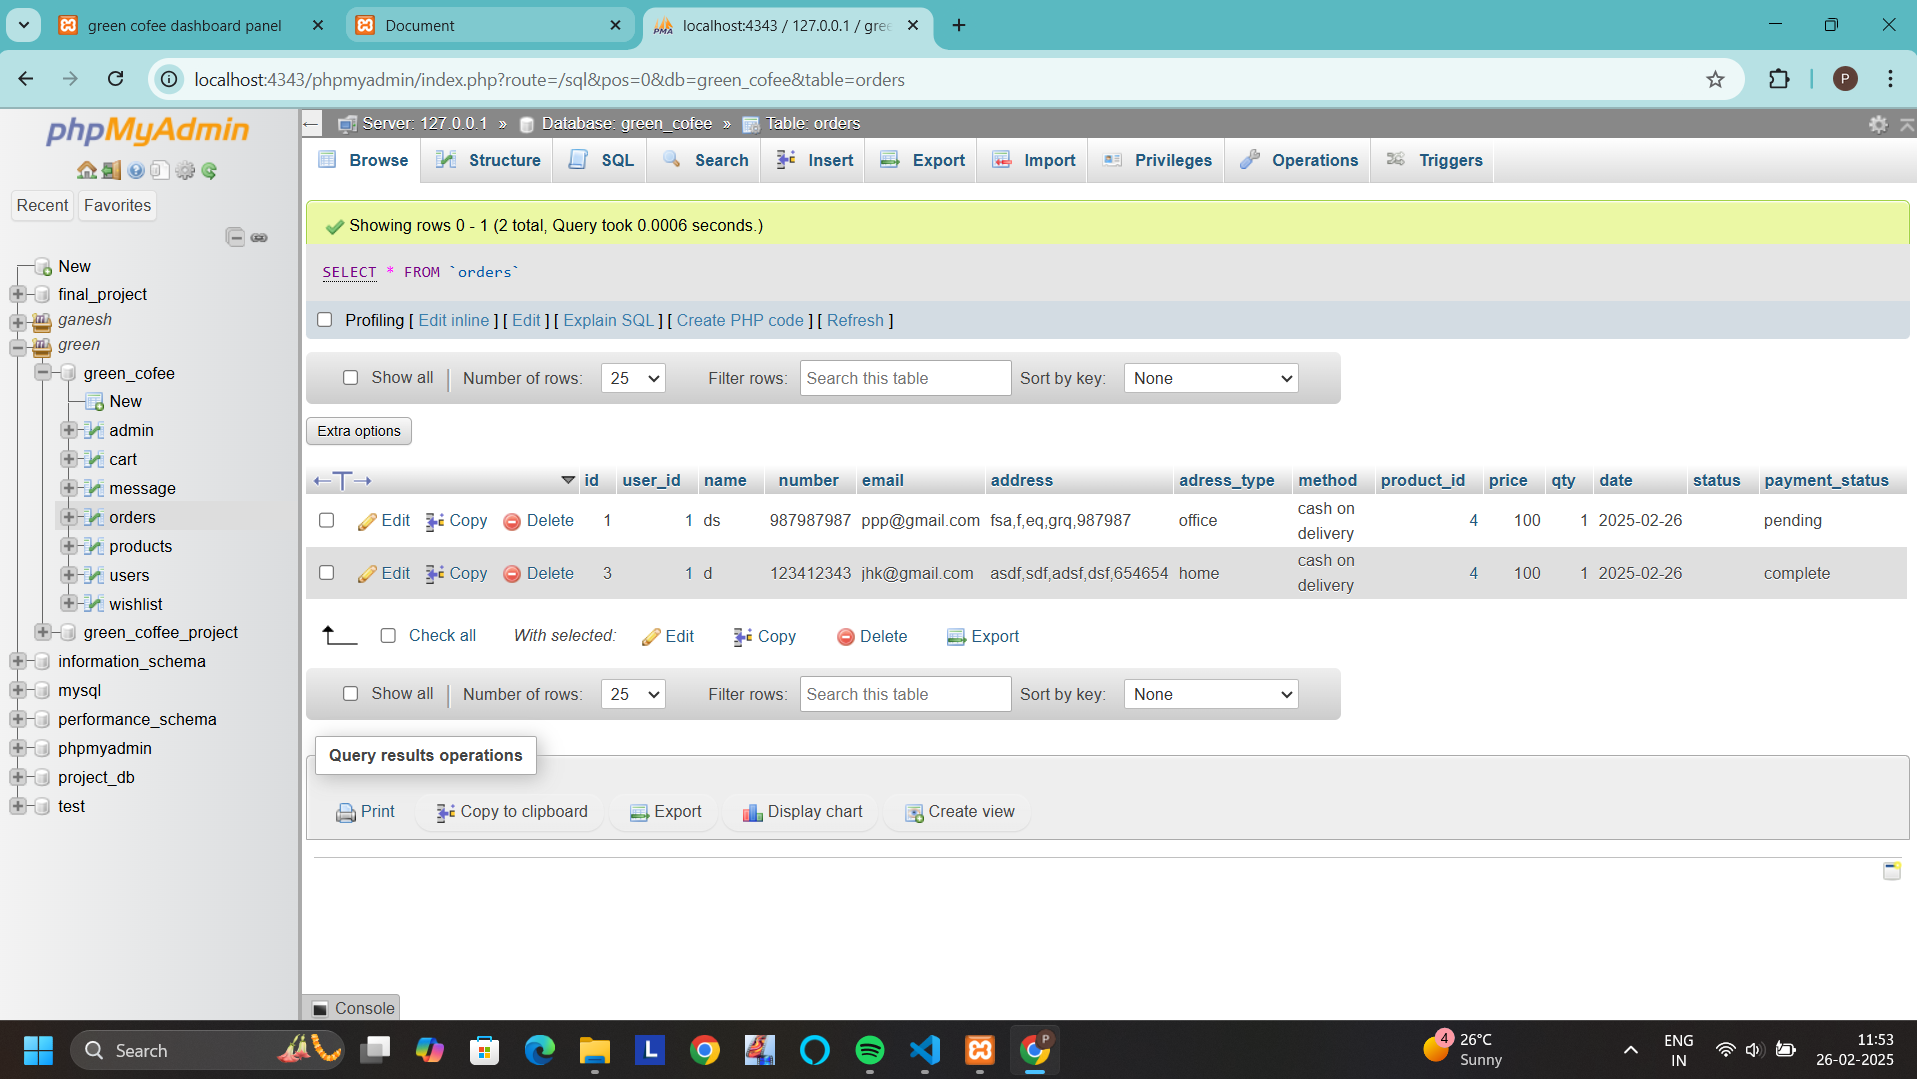 green cofee dashboard panel
Document
localhost:4343 / 127.0.0.1 / gree
localhost:4343/phpmyadmin/index.php?route=/sql&pos=0&db=green_cofee&table=orders
P
phpMyAdmin
Recent Favorites
New
final_project
ganesh
green
green_cofee
New
admin
cart
message
orders
products
users
wishlist
green_coffee_project
information_schema
mysql
performance_schema
phpmyadmin
project_db
test
Server: 127.0.0.1 » Database: green_cofee » Table: orders
Browse Structure SQL Search Insert Export Import Privileges Operations Triggers
Showing rows 0 - 1 (2 total, Query took 0.0006 seconds.)
SELECT * FROM `orders`
Profiling [ Edit inline ] [ Edit ] [ Explain SQL ] [ Create PHP code ] [ Refresh ]
Show all Number of rows: 25 Filter rows: Search this table Sort by key: None
Extra options
←T→ id user_id name number email address adress_type method product_id price qty date status payment_status
Edit Copy Delete 1 1 ds 987987987 ppp@gmail.com fsa,f,eq,grq,987987 office cash on delivery 4 100 1 2025-02-26 pending
Edit Copy Delete 3 1 d 123412343 jhk@gmail.com asdf,sdf,adsf,dsf,654654 home cash on delivery 4 100 1 2025-02-26 complete
Check all With selected: Edit Copy Delete Export
Show all Number of rows: 25 Filter rows: Search this table Sort by key: None
Query results operations
Print Copy to clipboard Export Display chart Create view
Console
Search
L
P
4
26°C
Sunny
ENG
IN
11:53
26-02-2025